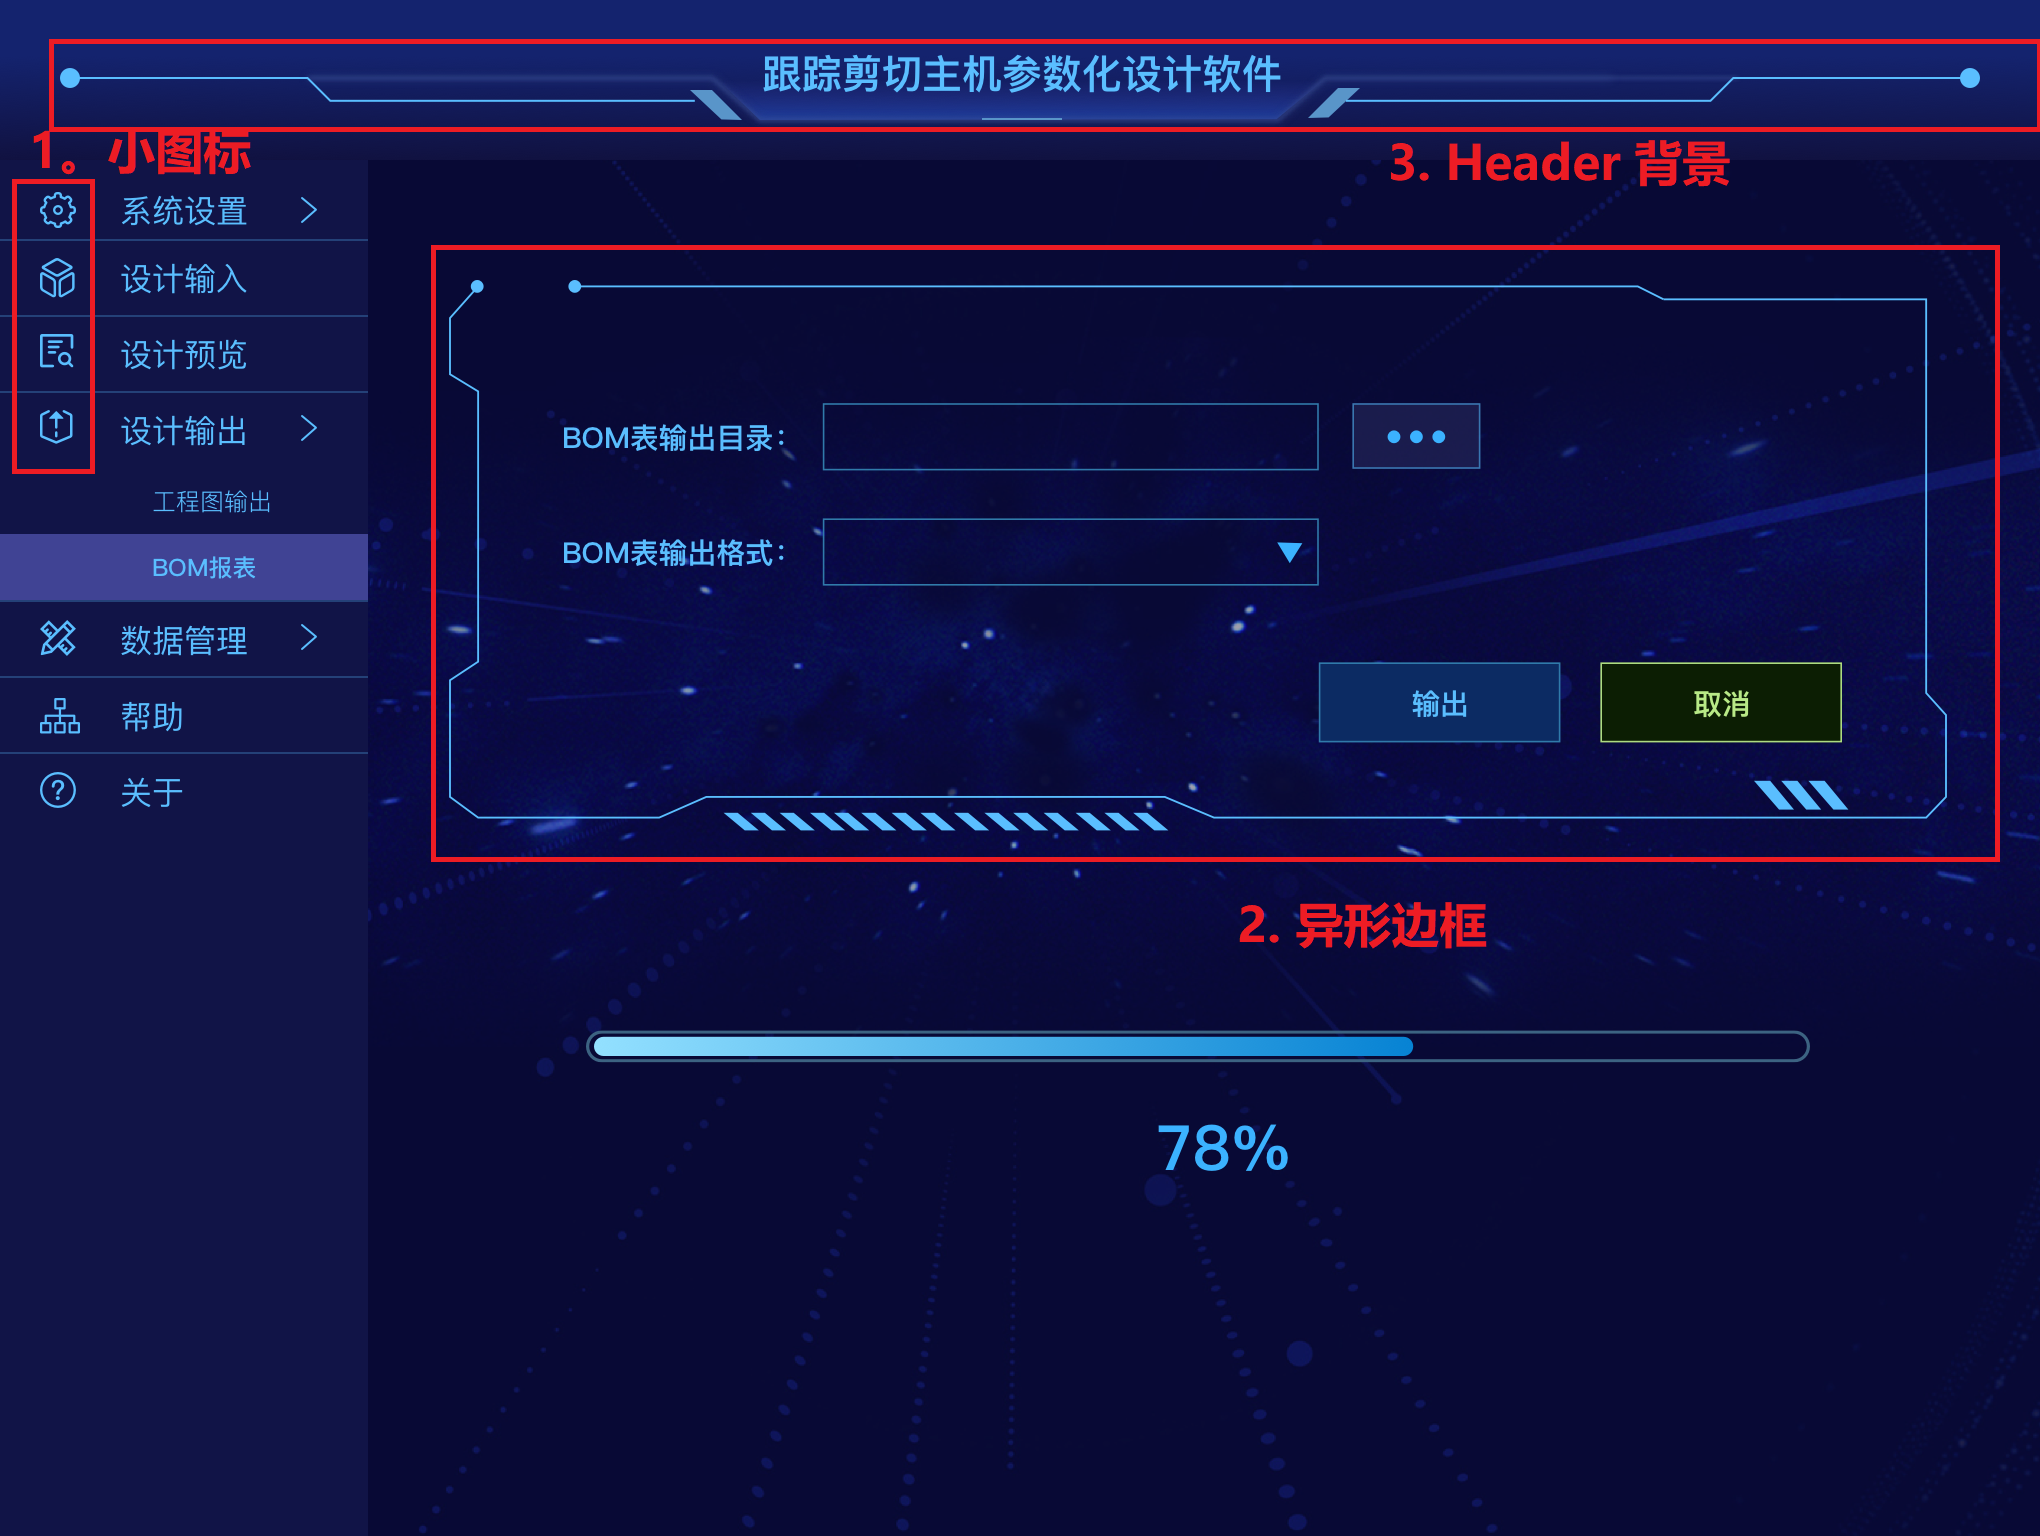 跟踪剪切主机参数化设计软件
1。小图标
3. Header 背景
系统设置
设计输入
设计预览
设计输出
工程图输出
BOM报表
数据管理
帮助
关于
BOM表输出目录：
BOM表输出格式：
输出
取消
2. 异形边框
78%